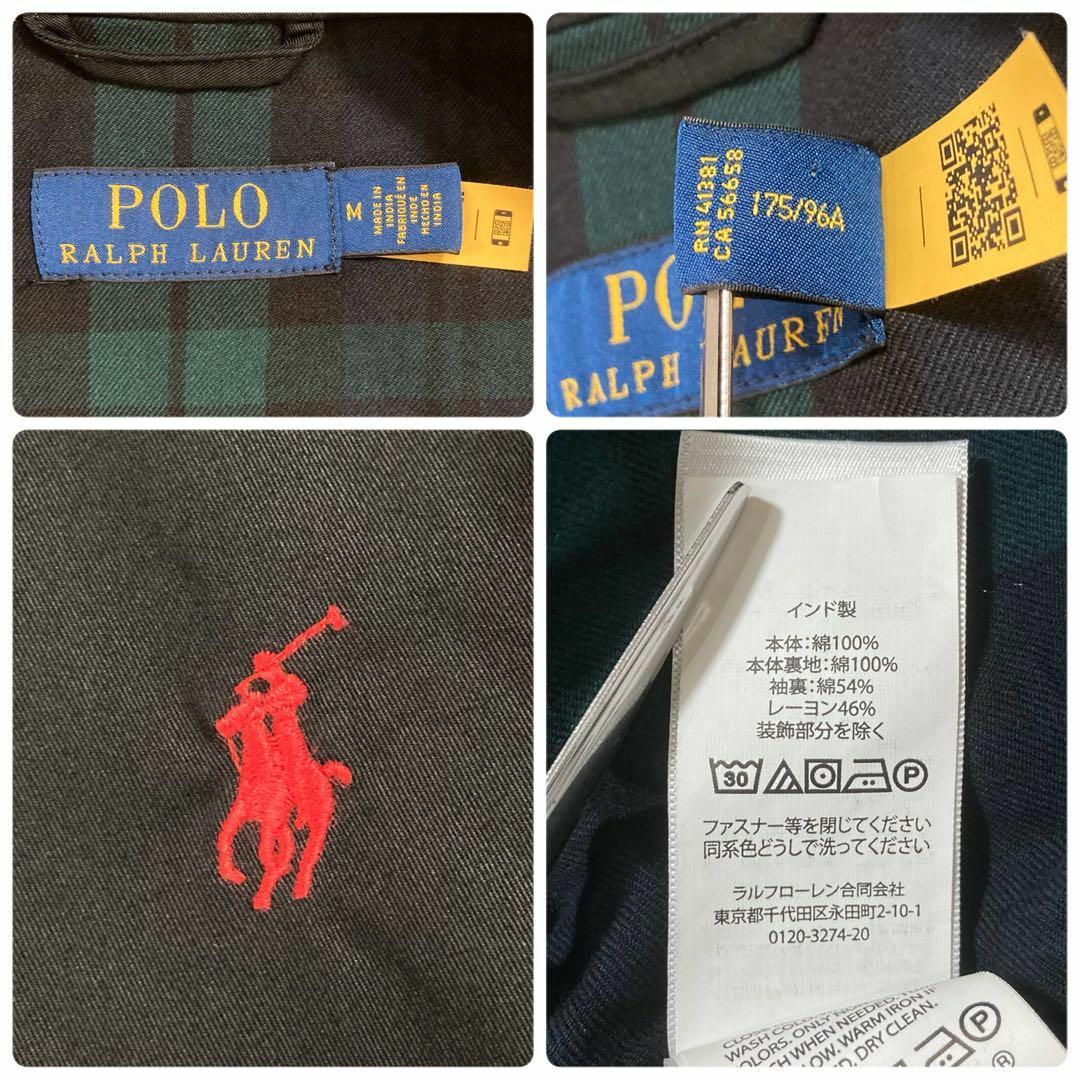 POLO
RALPH LAUREN
M
MADE IN
INDIA
FABRIQUÉ EN
INDE
HECHO EN
INDIA
RN 41381
CA 56658
175/96A
PO
AUREN
RALPH
インド製
本体:綿100%
本体裏地:綿100%
袖裏:綿54%
レーヨン46%
装飾部分を除く
30
P
ファスナー等を閉じてください
同系色どうしで洗ってください
ラルフローレン合同会社
東京都千代田区永田町2-10-1
0120-3274-20
WASH
ONLY WHEN NEEDED.
WHEN
LOW. WARM IRON IF
DRY CLEAN.
P